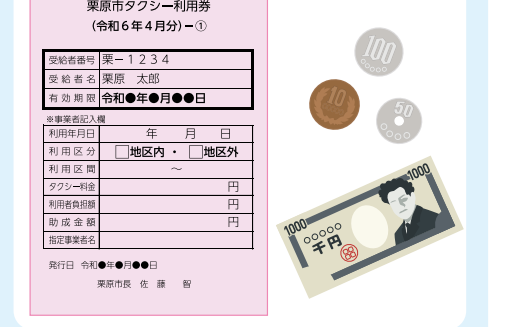 栗原市タクシー利用券
（令和６年４月分）ー①
受給者番号 栗ー１２３４
受給者名 栗原　太郎
有効期限 令和●年●月●●日
※事業者記入欄
利用年月日 年 月 日
利用区分 □地区内・□地区外
利用区間 ～
タクシー料金 円
利用者負担額 円
助成金額 円
指定事業者名
発行日 令和●年●月●●日
栗原市長　佐　藤　智
100
10
50
1000
1000
千円